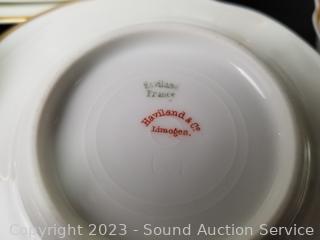 Haviland
France
Haviland & Co
Limoges.
Copyright 2023 - Sound Auction Service